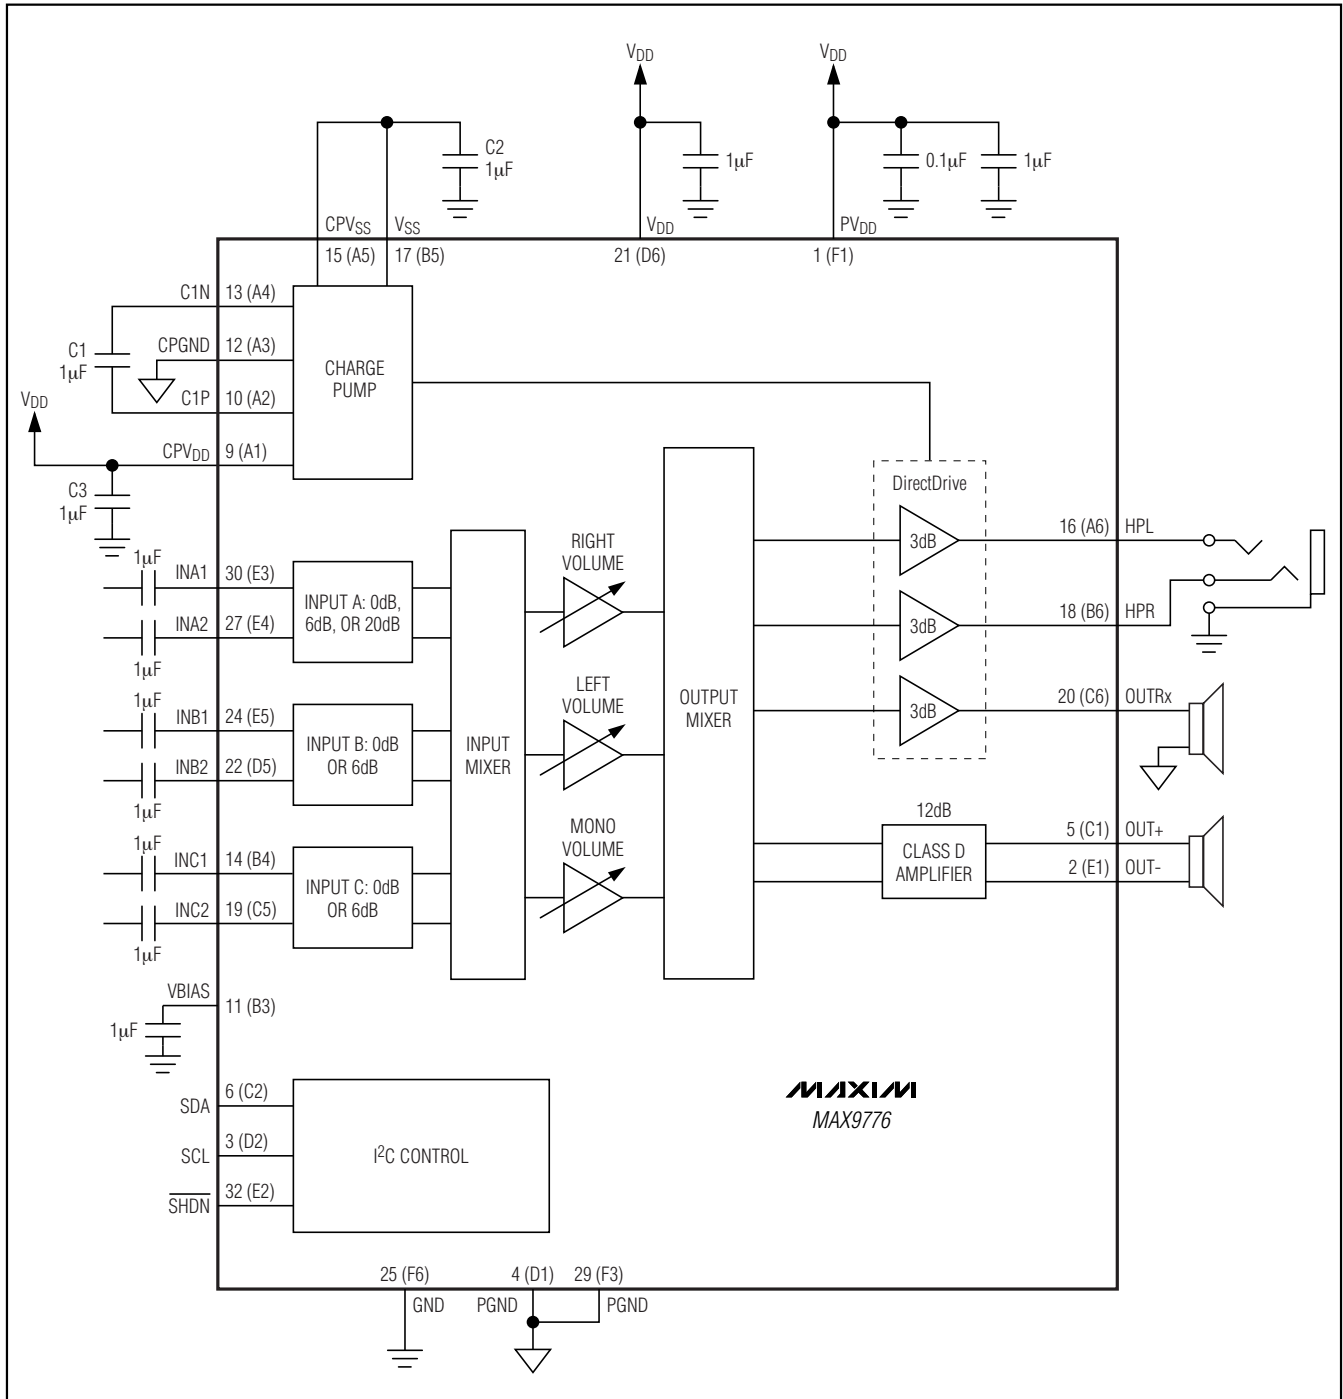 VDD
VDD
C2
1µF
1µF
0.1µF
1µF
CPVSS
VSS
VDD
PVDD
15 (A5)
17 (B5)
21 (D6)
1 (F1)
C1N
13 (A4)
CPGND
12 (A3)
C1
1µF
CHARGE
PUMP
C1P
10 (A2)
VDD
CPVDD
9 (A1)
C3
1µF
DirectDrive
1µF
INA1
30 (E3)
INPUT A: 0dB,
6dB, OR 20dB
INA2
27 (E4)
1µF
RIGHT
VOLUME
3dB
16 (A6)
HPL
3dB
18 (B6)
HPR
1µF
INB1
24 (E5)
INPUT B: 0dB
OR 6dB
INB2
22 (D5)
1µF
INPUT
MIXER
LEFT
VOLUME
OUTPUT
MIXER
3dB
20 (C6)
OUTRx
1µF
INC1
14 (B4)
INPUT C: 0dB
OR 6dB
INC2
19 (C5)
1µF
MONO
VOLUME
12dB
CLASS D
AMPLIFIER
5 (C1)
OUT+
2 (E1)
OUT-
VBIAS
11 (B3)
1µF
SDA
6 (C2)
SCL
3 (D2)
SHDN
32 (E2)
I2C CONTROL
MAXIM
MAX9776
25 (F6)
4 (D1)
29 (F3)
GND
PGND
PGND